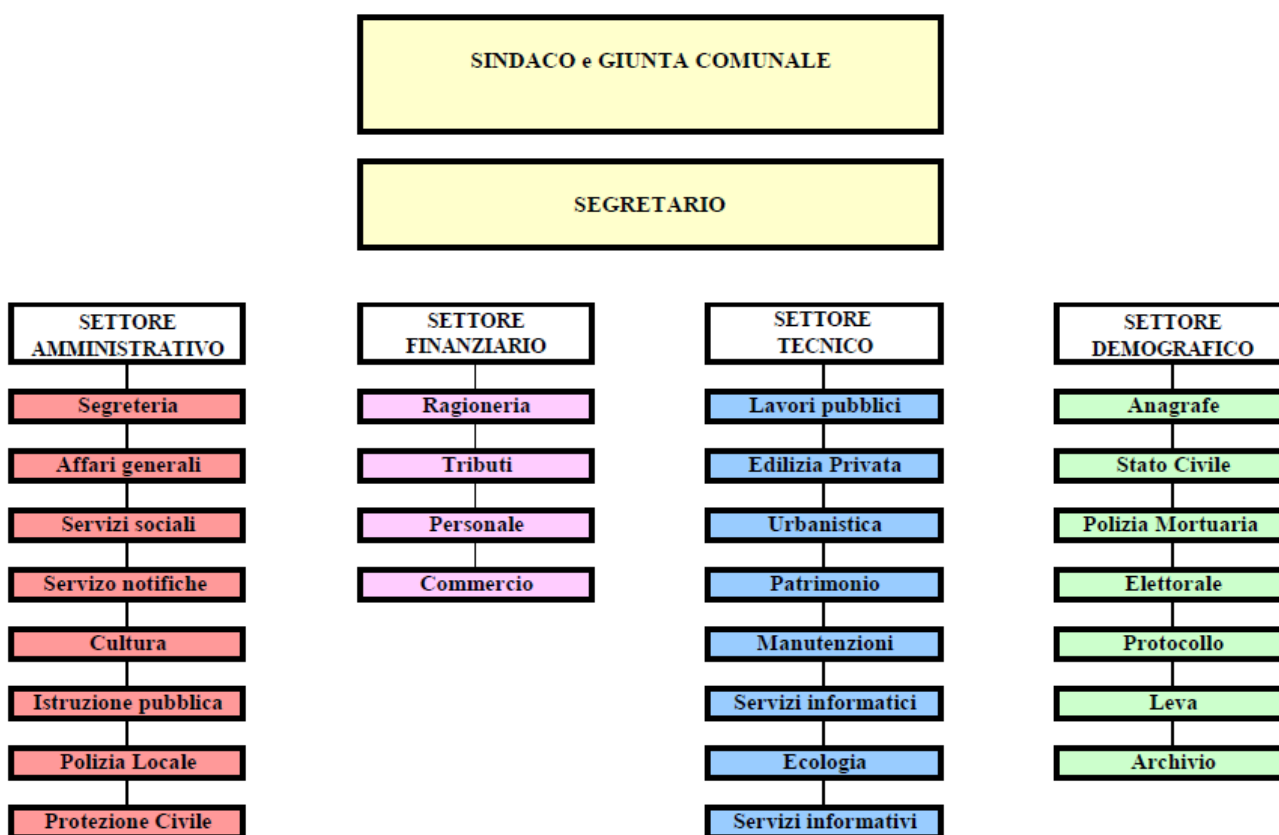 SINDACO e GIUNTA COMUNALE
SEGRETARIO
SETTORE
AMMINISTRATIVO
Segreteria
Affari generali
Servizi sociali
Servizo notifiche
Cultura
Istruzione pubblica
Polizia Locale
Protezione Civile
SETTORE
FINANZIARIO
Ragioneria
Tributi
Personale
Commercio
SETTORE
TECNICO
Lavori pubblici
Edilizia Privata
Urbanistica
Patrimonio
Manutenzioni
Servizi informatici
Ecologia
Servizi informativi
SETTORE
DEMOGRAFICO
Anagrafe
Stato Civile
Polizia Mortuaria
Elettorale
Protocollo
Leva
Archivio